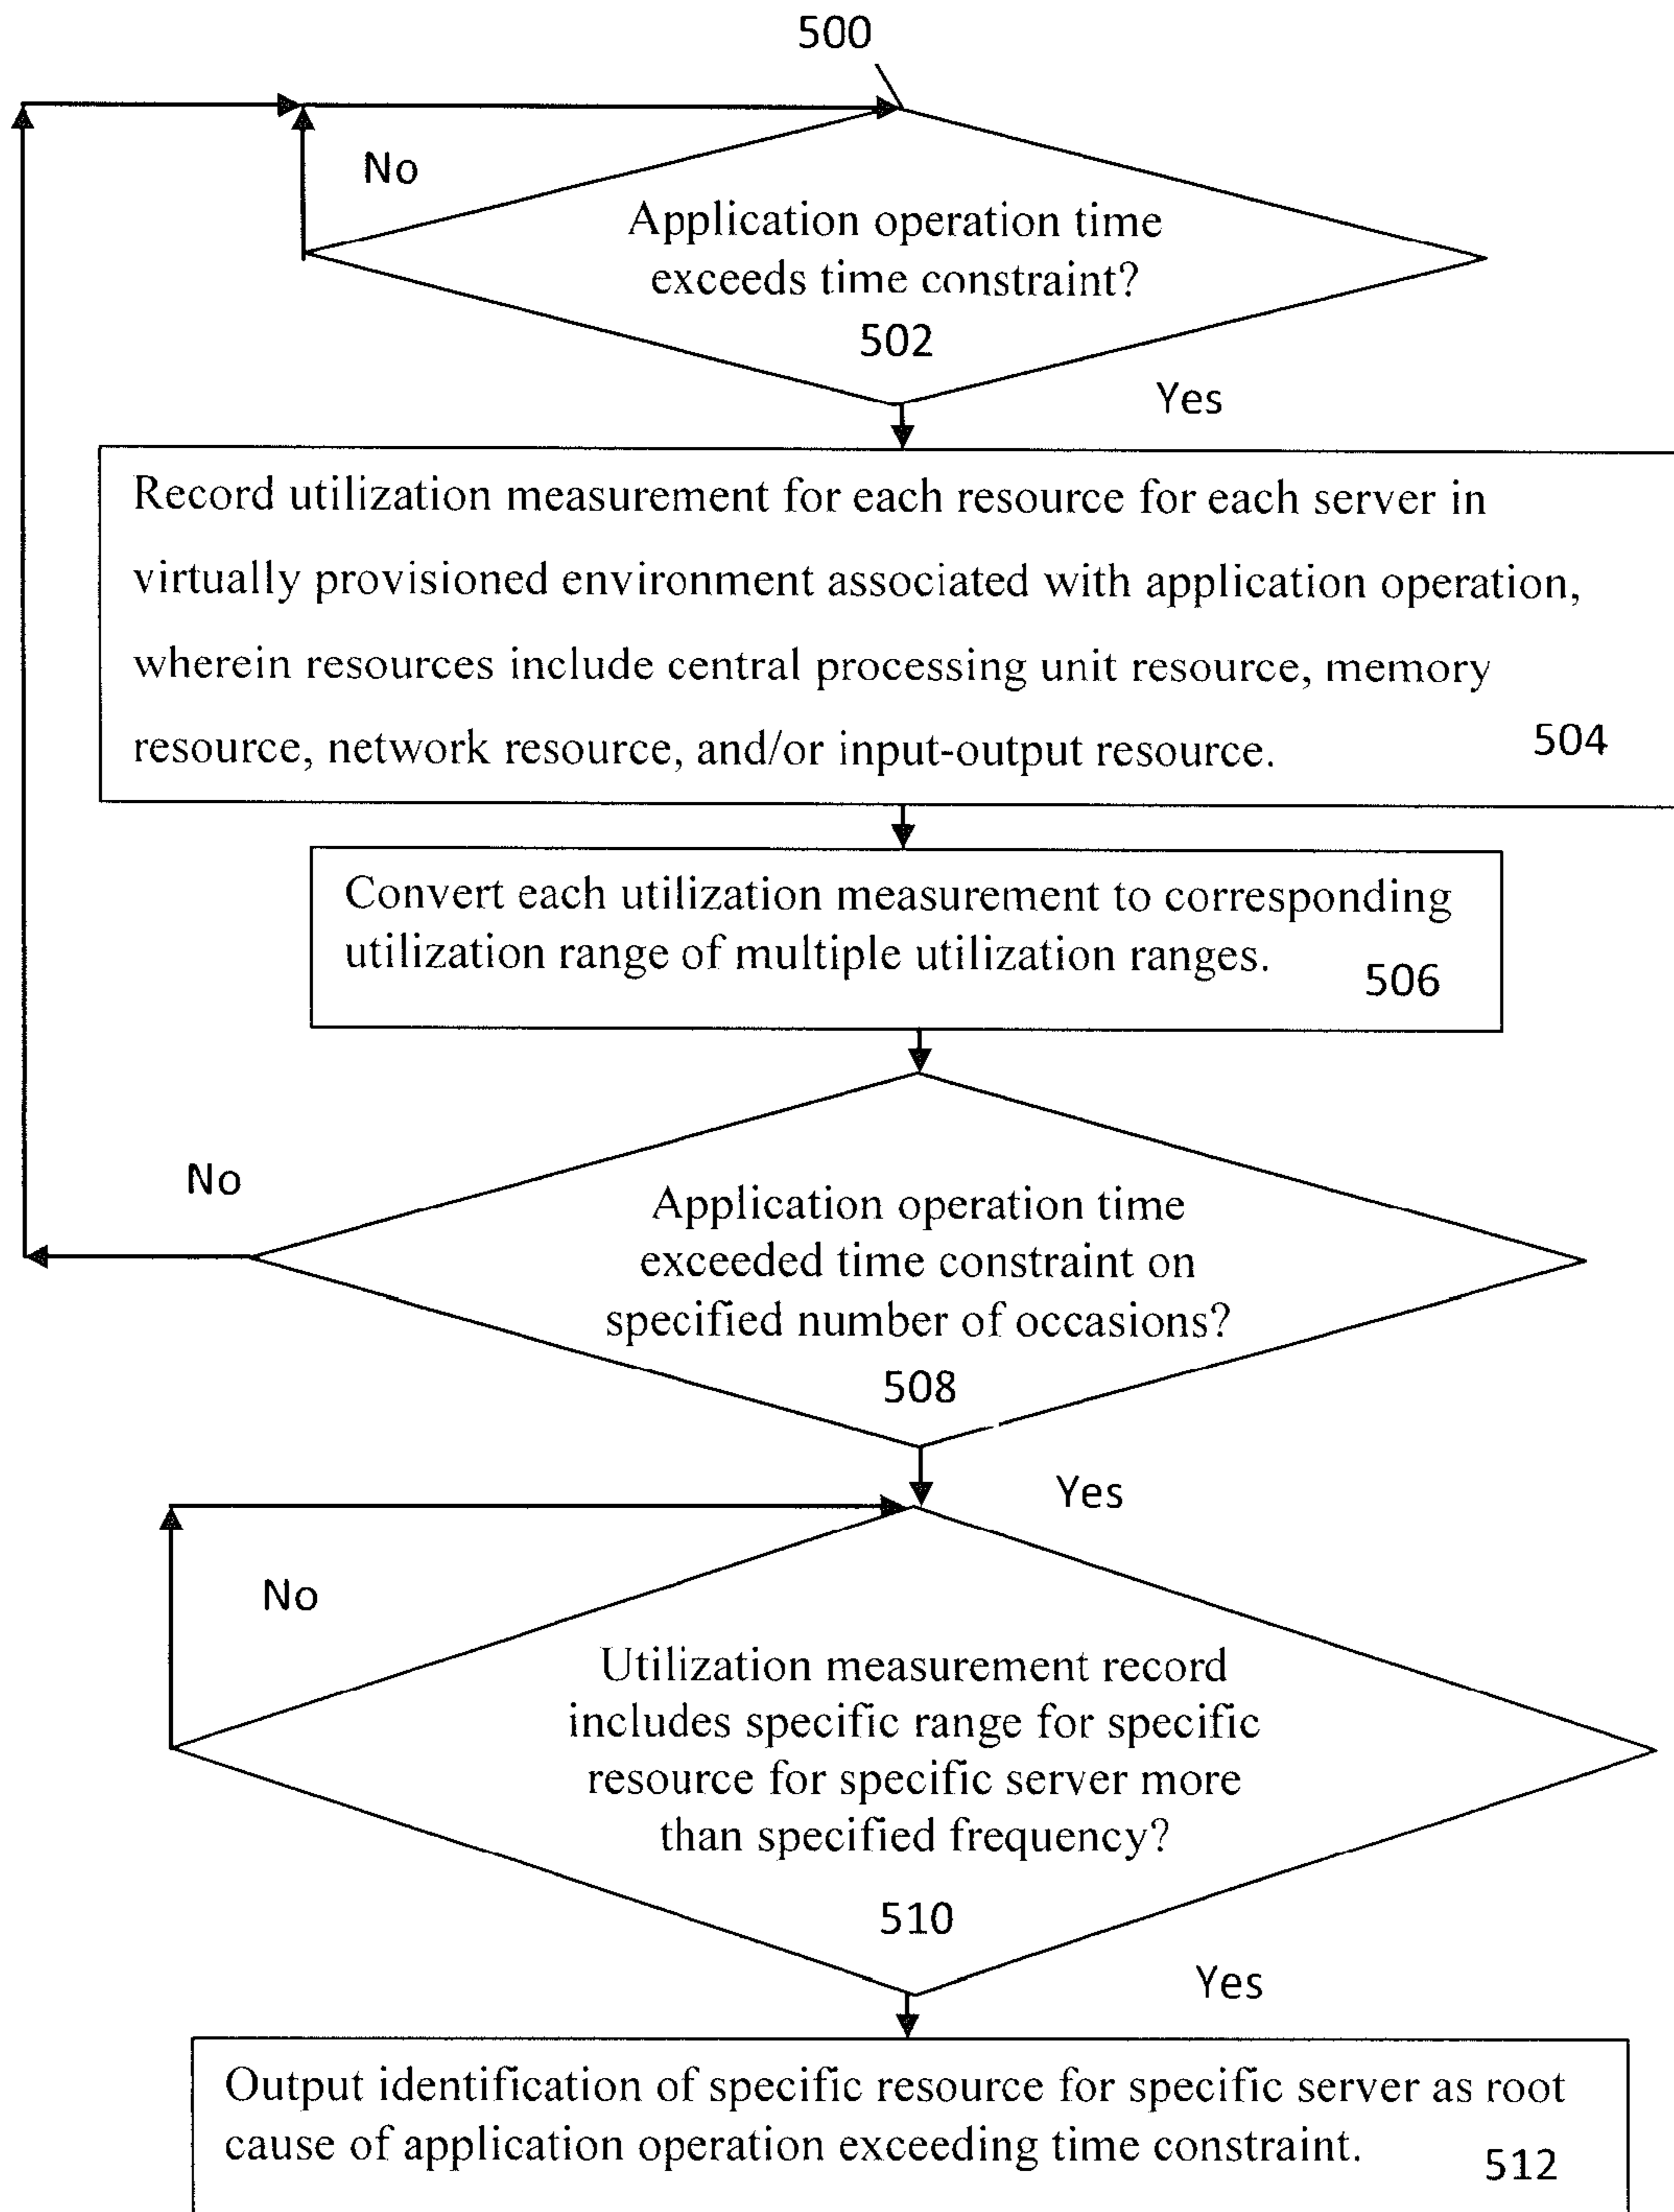 500
No
Application operation time
exceeds time constraint?
502
Yes
Record utilization measurement for each resource for each server in
virtually provisioned environment associated with application operation,
wherein resources include central processing unit resource, memory
resource, network resource, and/or input-output resource. 504
Convert each utilization measurement to corresponding
utilization range of multiple utilization ranges. 506
No
Application operation time
exceeded time constraint on
specified number of occasions?
508
Yes
No
Utilization measurement record
includes specific range for specific
resource for specific server more
than specified frequency?
510
Yes
Output identification of specific resource for specific server as root
cause of application operation exceeding time constraint. 512